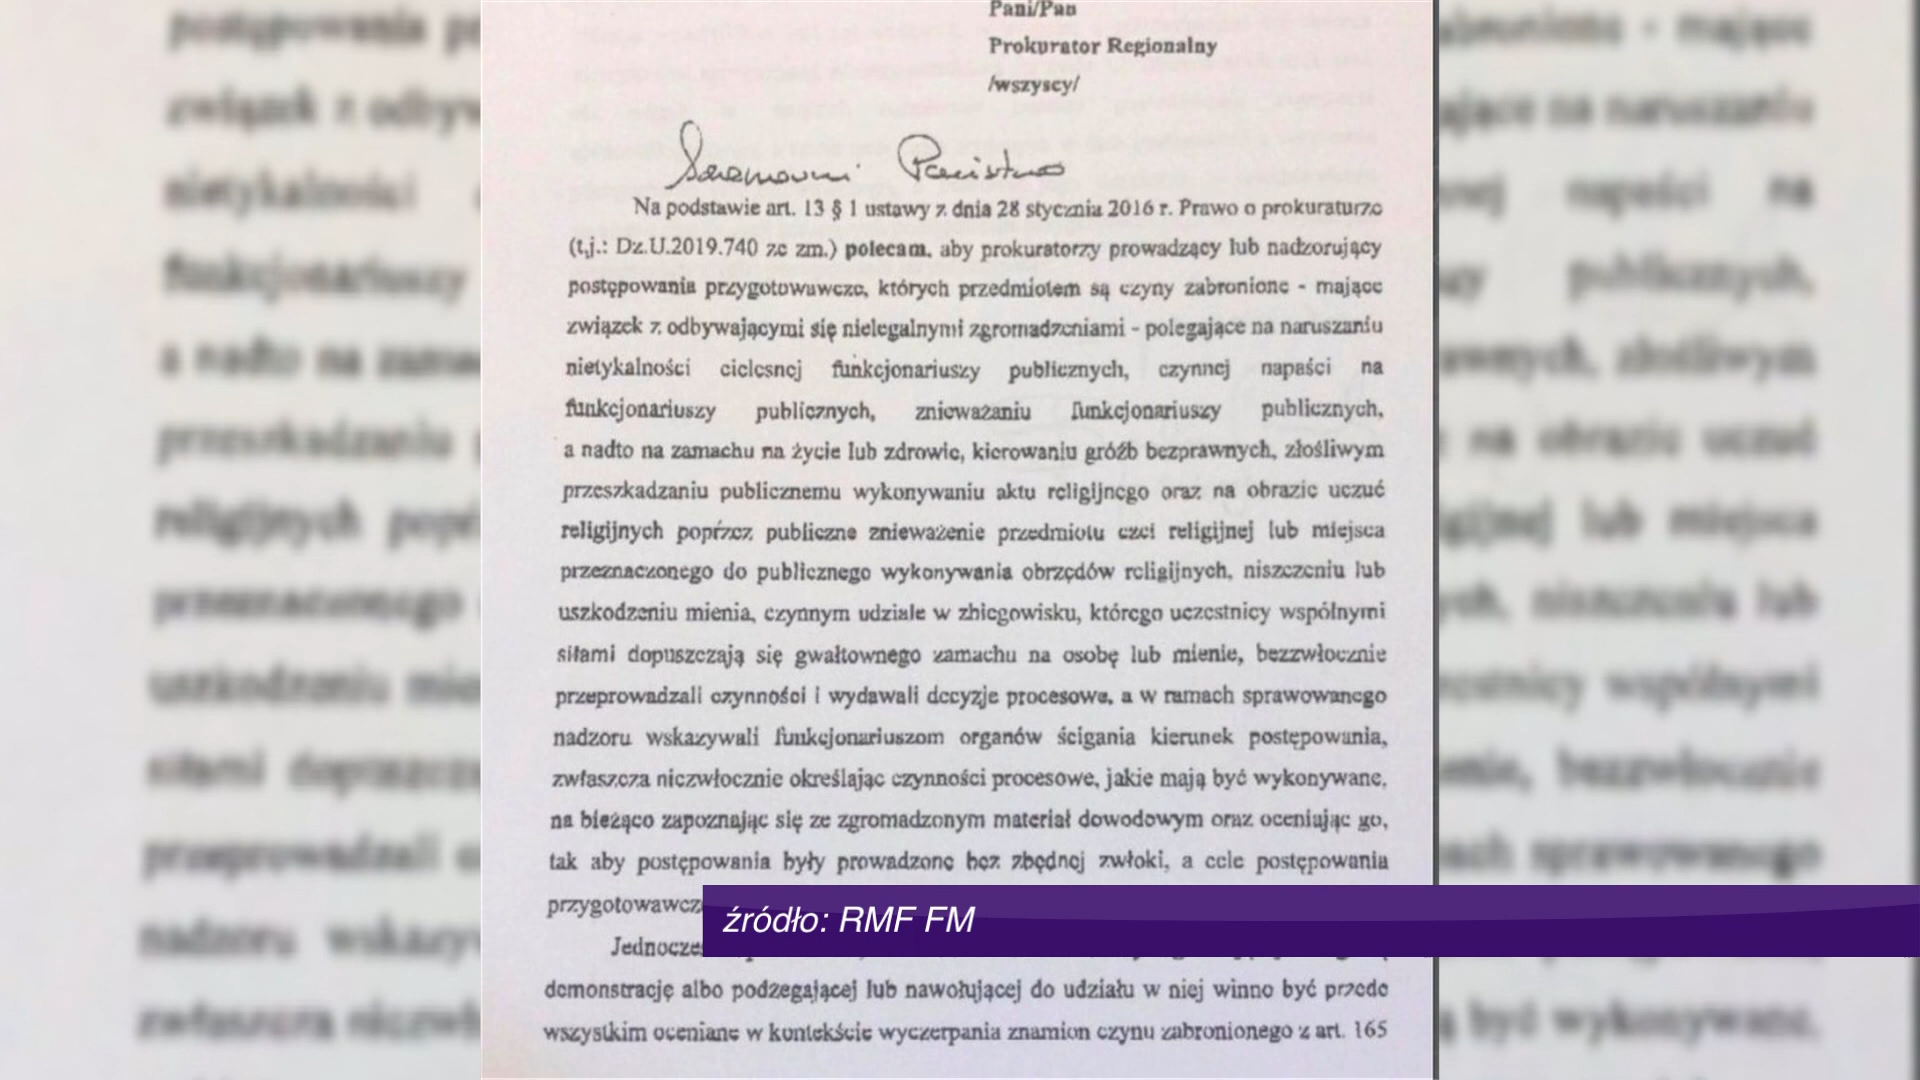 Pani/Pan
Prokurator Regionalny
/wszyscy/
Szanowni Państwo
Na podstawie art. 13 § 1 ustawy z dnia 28 stycznia 2016 r. Prawo o prokuraturze
(t.j.: Dz.U.2019.740 ze zm.) polecam, aby prokuratorzy prowadzący lub nadzorujący
postępowania przygotowawcze, których przedmiotem są czyny zabronione - mające
związek z odbywającymi się nielegalnymi zgromadzeniami - polegające na naruszaniu
nietykalności cielesnej funkcjonariuszy publicznych, czynnej napaści na
funkcjonariuszy publicznych, znieważaniu funkcjonariuszy publicznych,
a nadto na zamachu na życie lub zdrowie, kierowaniu gróźb bezprawnych, złośliwym
przeszkadzaniu publicznemu wykonywaniu aktu religijnego oraz na obrazie uczuć
religijnych poprzez publiczne znieważenie przedmiotu czci religijnej lub miejsca
przeznaczonego do publicznego wykonywania obrzędów religijnych, niszczeniu lub
uszkodzeniu mienia, czynnym udziale w zbiegowisku, którego uczestnicy wspólnymi
siłami dopuszczają się gwałtownego zamachu na osobę lub mienie, bezzwłocznie
przeprowadzali czynności i wydawali decyzje procesowe, a w ramach sprawowanego
nadzoru wskazywali funkcjonariuszom organów ścigania kierunek postępowania,
zwłaszcza niezwłocznie określając czynności procesowe, jakie mają być wykonywane,
na bieżąco zapoznając się ze zgromadzonym materiał dowodowym oraz oceniając go,
tak aby postępowania były prowadzone bez zbędnej zwłoki, a cele postępowania
źródło: RMF FM
demonstrację albo podżegającej lub nawołującej do udziału w niej winno być przede
wszystkim oceniane w kontekście wyczerpania znamion czynu zabronionego z art. 165